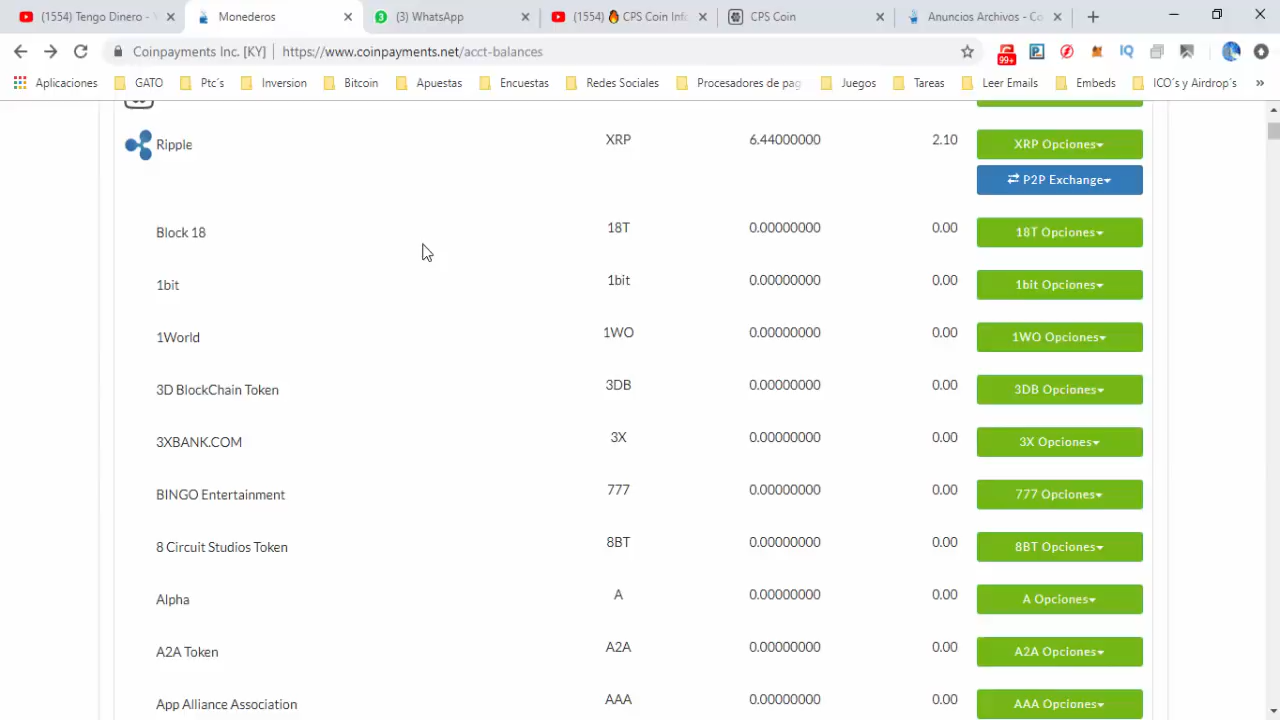 (1554) Tengo Dinero - 
Monederos
(3) WhatsApp
(1554) 🔥 CPS Coin Info
CPS Coin
Anuncios Archivos - Co
Coinpayments Inc. [KY] https://www.coinpayments.net/acct-balances
99+
IQ
Aplicaciones GATO Ptc´s Inversion Bitcoin Apuestas Encuestas Redes Sociales Procesadores de pag Juegos Tareas Leer Emails Embeds ICO´s y Airdrop´s »
Ripple XRP 6.44000000 2.10 XRP Opciones
P2P Exchange
Block 18 18T 0.00000000 0.00 18T Opciones
1bit 1bit 0.00000000 0.00 1bit Opciones
1World 1WO 0.00000000 0.00 1WO Opciones
3D BlockChain Token 3DB 0.00000000 0.00 3DB Opciones
3XBANK.COM 3X 0.00000000 0.00 3X Opciones
BINGO Entertainment 777 0.00000000 0.00 777 Opciones
8 Circuit Studios Token 8BT 0.00000000 0.00 8BT Opciones
Alpha A 0.00000000 0.00 A Opciones
A2A Token A2A 0.00000000 0.00 A2A Opciones
App Alliance Association AAA 0.00000000 0.00 AAA Opciones